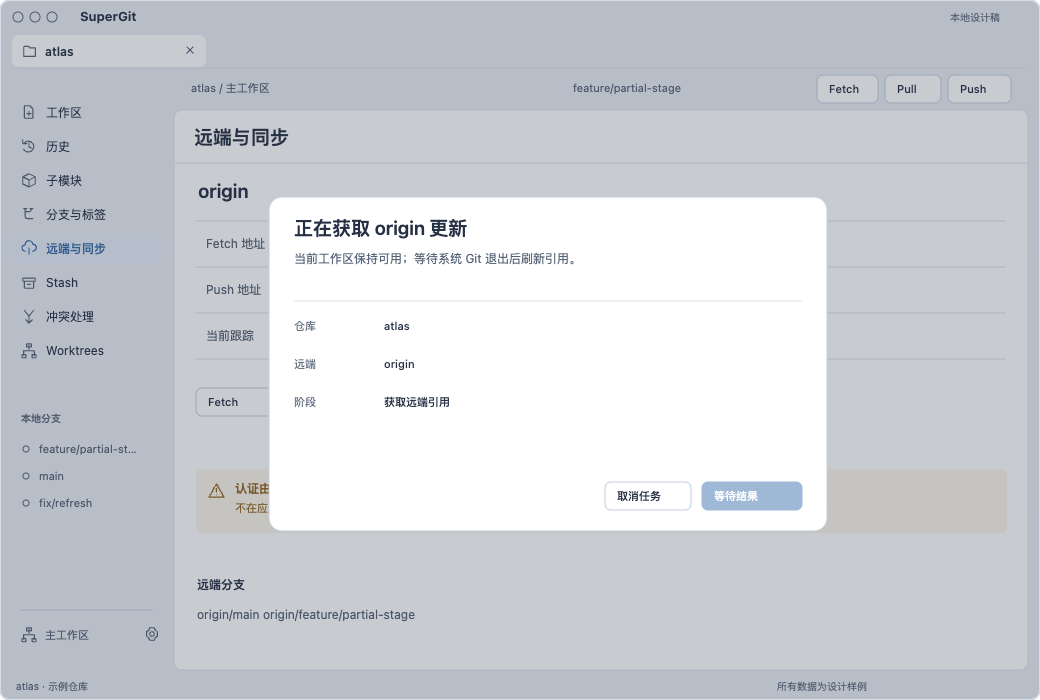 SuperGit
本地设计稿
atlas
atlas / 主工作区
feature/partial-stage
Fetch
Pull
Push
工作区
历史
子模块
分支与标签
远端与同步
Stash
冲突处理
Worktrees
本地分支
feature/partial-st...
main
fix/refresh
主工作区
远端与同步
origin
Fetch 地址
Push 地址
当前跟踪
Fetch
认证由
不在应
远端分支
origin/main origin/feature/partial-stage
正在获取 origin 更新
当前工作区保持可用；等待系统 Git 退出后刷新引用。
仓库 atlas
远端 origin
阶段 获取远端引用
取消任务
等待结果
atlas · 示例仓库
所有数据为设计样例